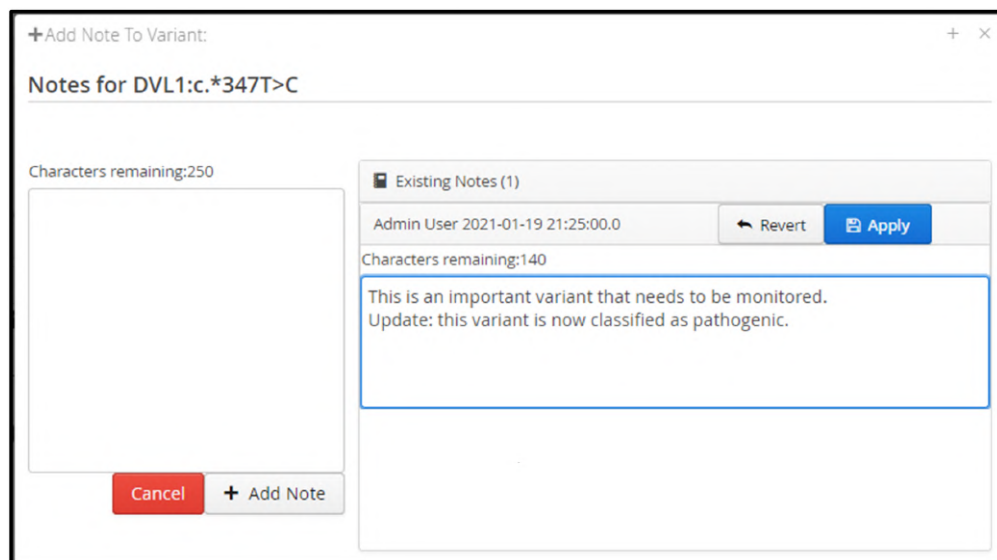 +Add Note To Variant:
Notes for DVL1:c.*347T>C
Characters remaining:250
Existing Notes (1)
Admin User 2021-01-19 21:25:00.0
Revert
Apply
Characters remaining:140
This is an important variant that needs to be monitored.
Update: this variant is now classified as pathogenic.
Cancel
+ Add Note